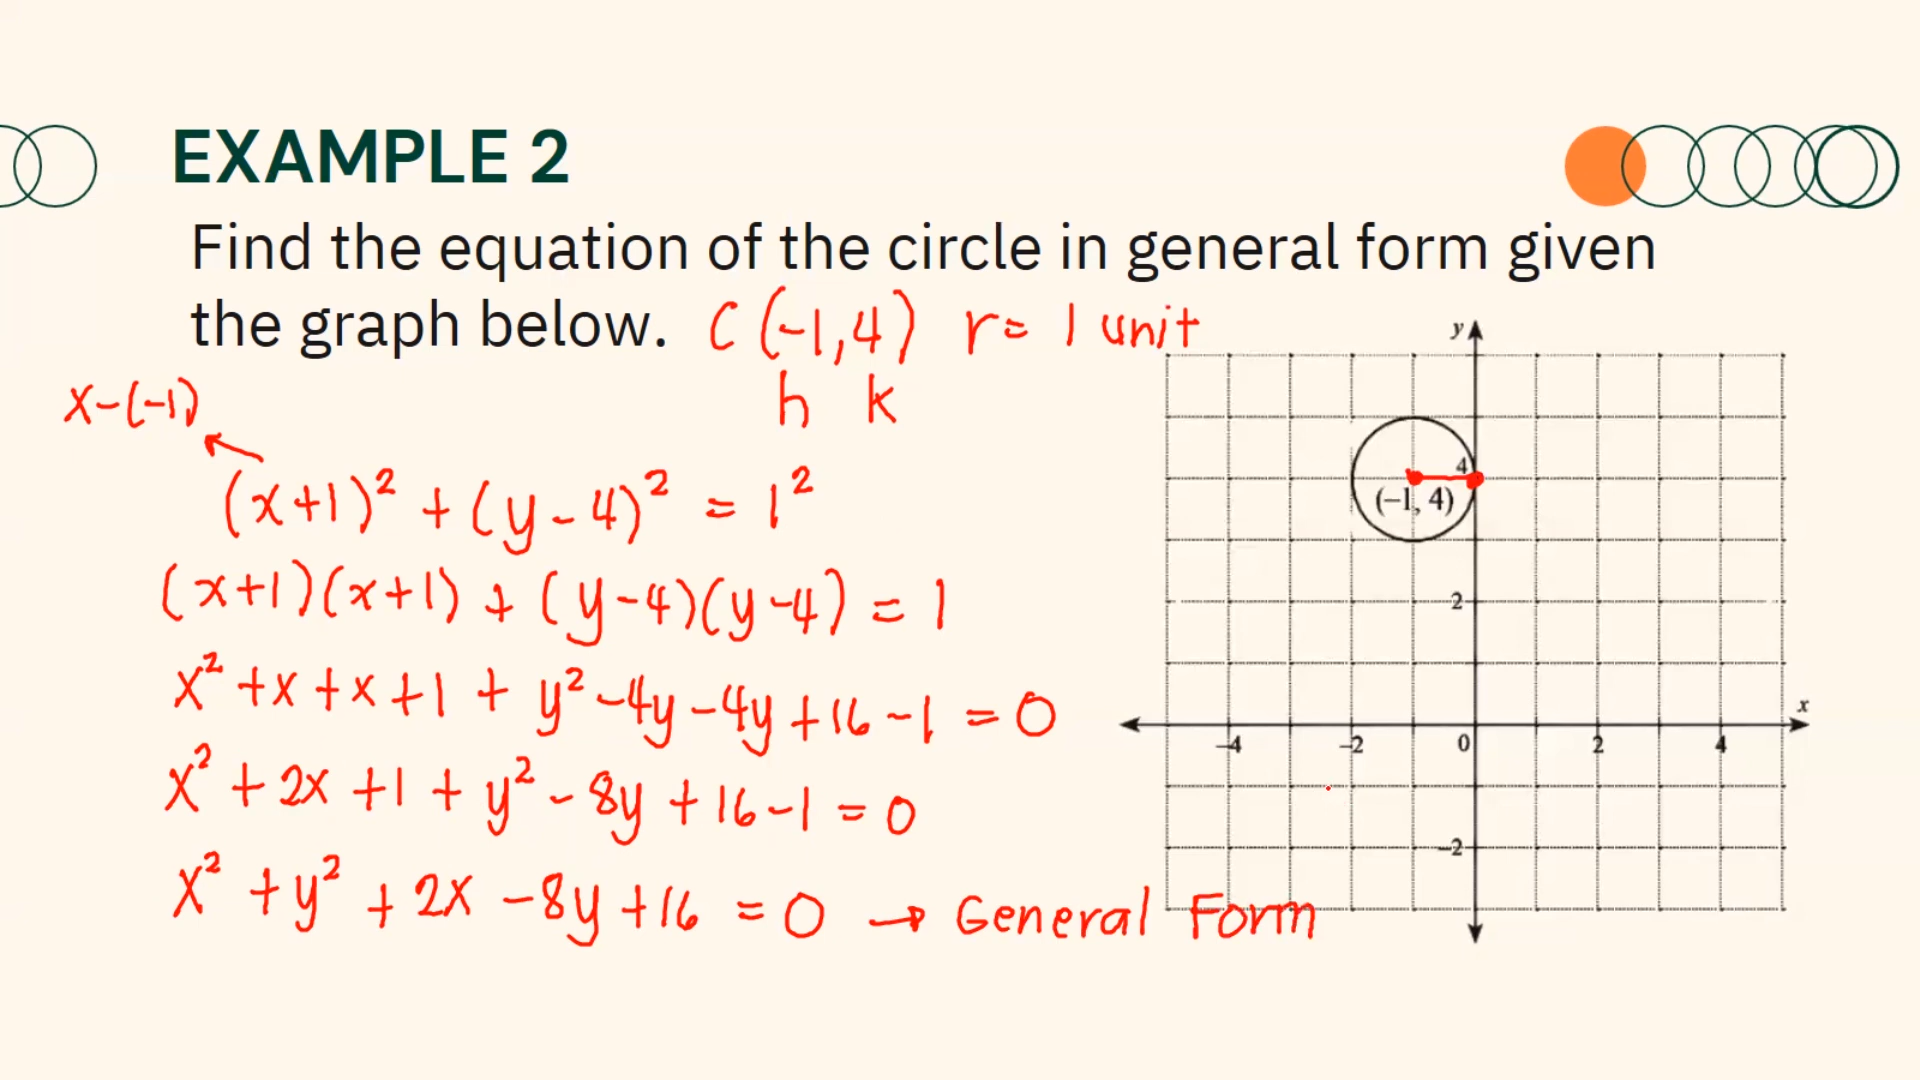 EXAMPLE 2
Find the equation of the circle in general form given
the graph below. C (-1, 4) r = 1 unit
h k
x-(-1)
(x+1)² + (y-4)² = 1²
(x+1)(x+1) + (y-4)(y-4) = 1
x² + x + x + 1 + y² - 4y - 4y + 16 - 1 = 0
x² + 2x + 1 + y² - 8y + 16 - 1 = 0
x² + y² + 2x - 8y + 16 = 0 → General Form
y
4
(–1, 4)
2
x
–4 –2 0 2 4
–2